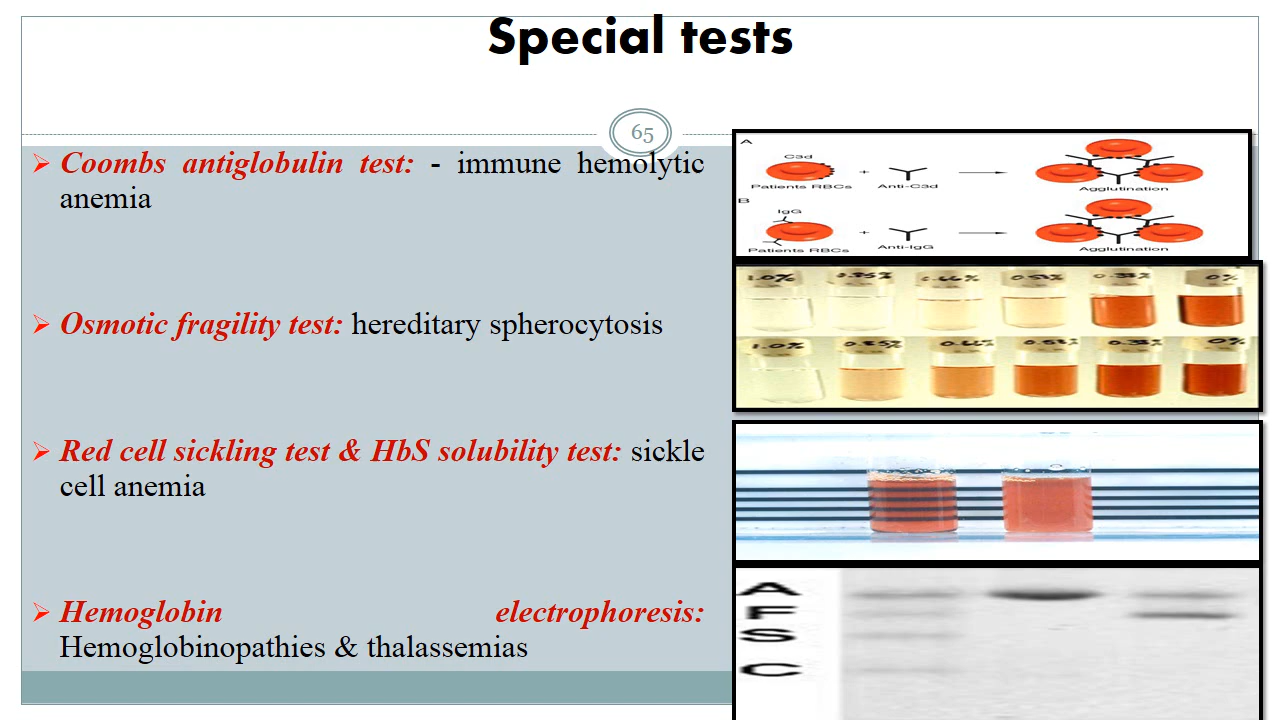 Special tests
65
➢ Coombs antiglobulin test: - immune hemolytic
anemia
➢ Osmotic fragility test: hereditary spherocytosis
➢ Red cell sickling test & HbS solubility test: sickle
cell anemia
➢ Hemoglobin electrophoresis:
Hemoglobinopathies & thalassemias
A
C3d
+
Patients RBCs Anti-C3d Agglutination
B
IgG
+
Patients RBCs Anti-IgG Agglutination
1.0% 0.85% 0% 
1.0% 0%
A
F
S
C